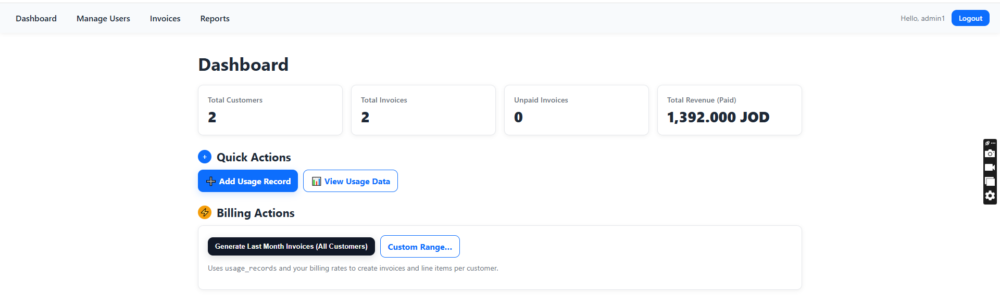 Dashboard Manage Users Invoices Reports Hello, admin1 Logout
Dashboard
Total Customers Total Invoices Unpaid Invoices Total Revenue (Paid)
2 2 0 1,392.000 JOD
+ Quick Actions
➕ Add Usage Record 📊 View Usage Data
Billing Actions
Generate Last Month Invoices (All Customers) Custom Range...
Uses usage_records and your billing rates to create invoices and line items per customer.